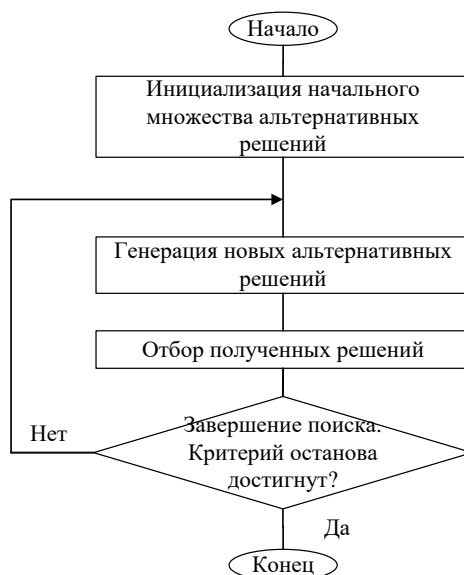 Начало
Инициализация начального
множества альтернативных
решений
Генерация новых альтернативных
решений
Отбор полученных решений
Нет
Завершение поиска.
Критерий останова
достигнут?
Да
Конец